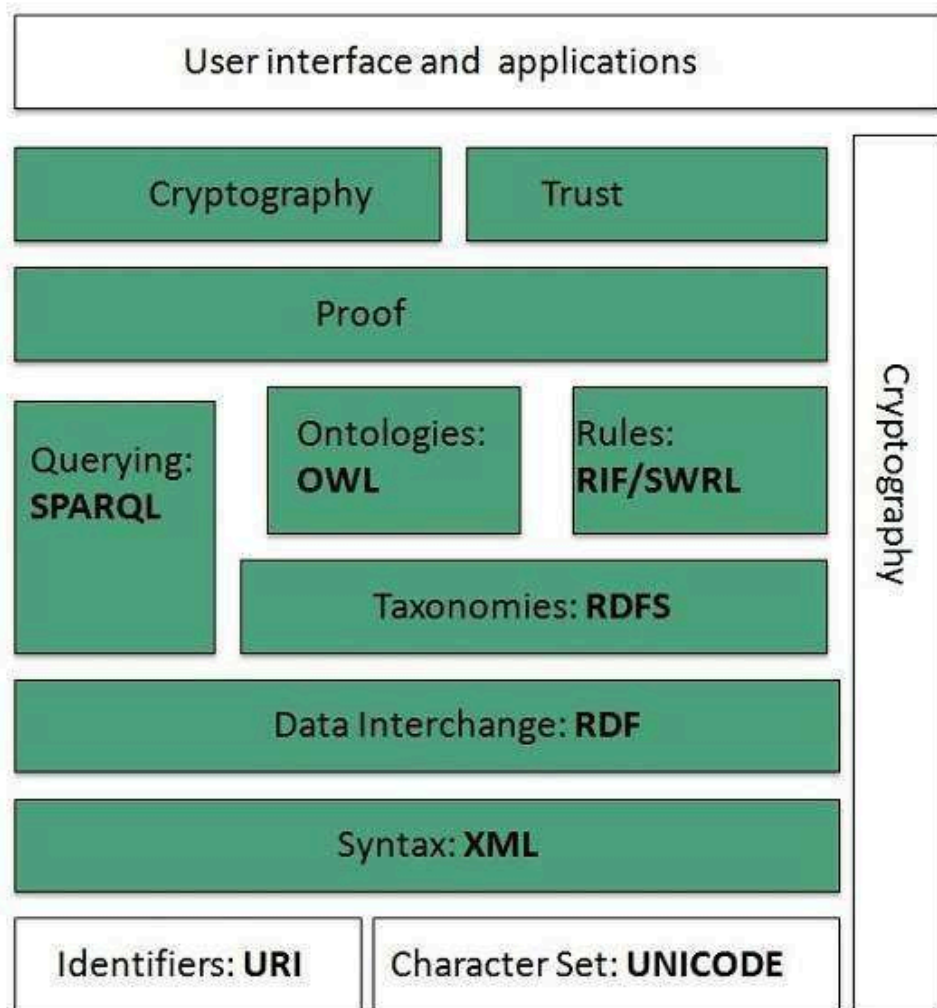 User interface and applications
Cryptography
Trust
Proof
Querying:
SPARQL
Ontologies:
OWL
Rules:
RIF/SWRL
Taxonomies: RDFS
Data Interchange: RDF
Syntax: XML
Identifiers: URI
Character Set: UNICODE
Cryptography